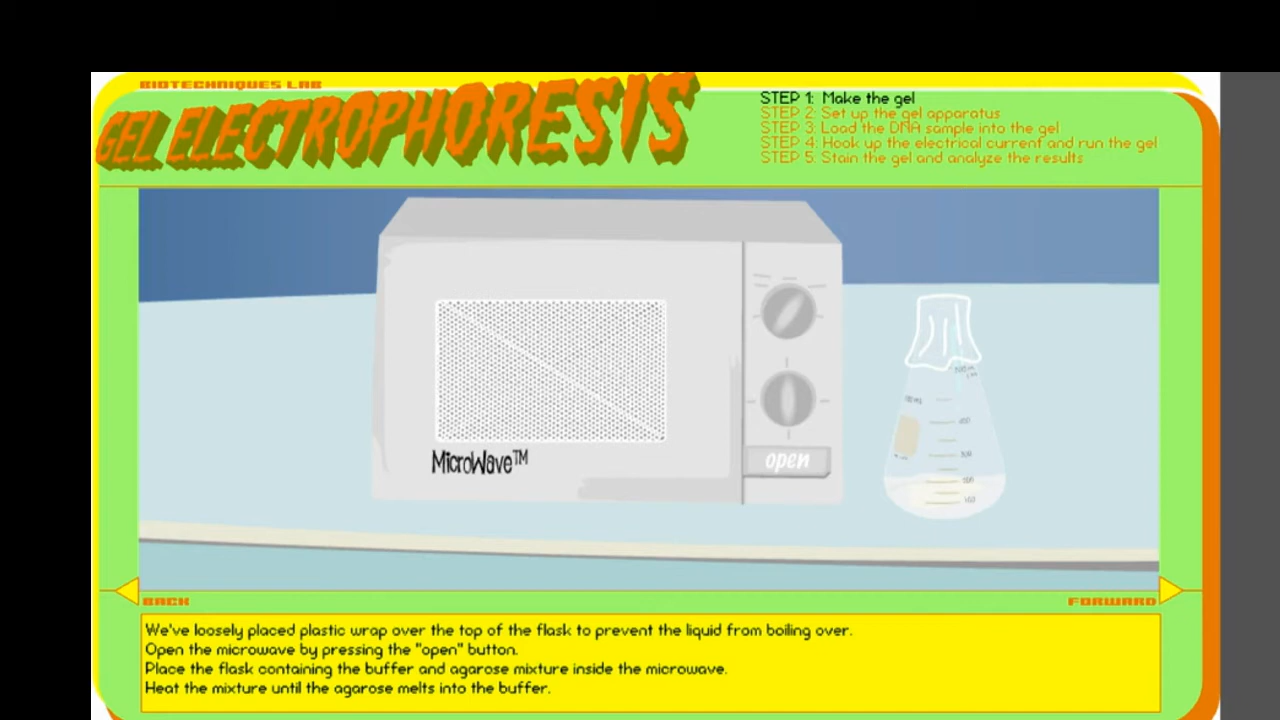 BIOTECHNIQUES LAB
GEL ELECTROPHORESIS
STEP 1: Make the gel
STEP 2: Set up the gel apparatus
STEP 3: Load the DNA sample into the gel
STEP 4: Hook up the electrical current and run the gel
STEP 5: Stain the gel and analyze the results
MicroWave™
open
BACK
FORWARD
We've loosely placed plastic wrap over the top of the flask to prevent the liquid from boiling over.
Open the microwave by pressing the "open" button.
Place the flask containing the buffer and agarose mixture inside the microwave.
Heat the mixture until the agarose melts into the buffer.